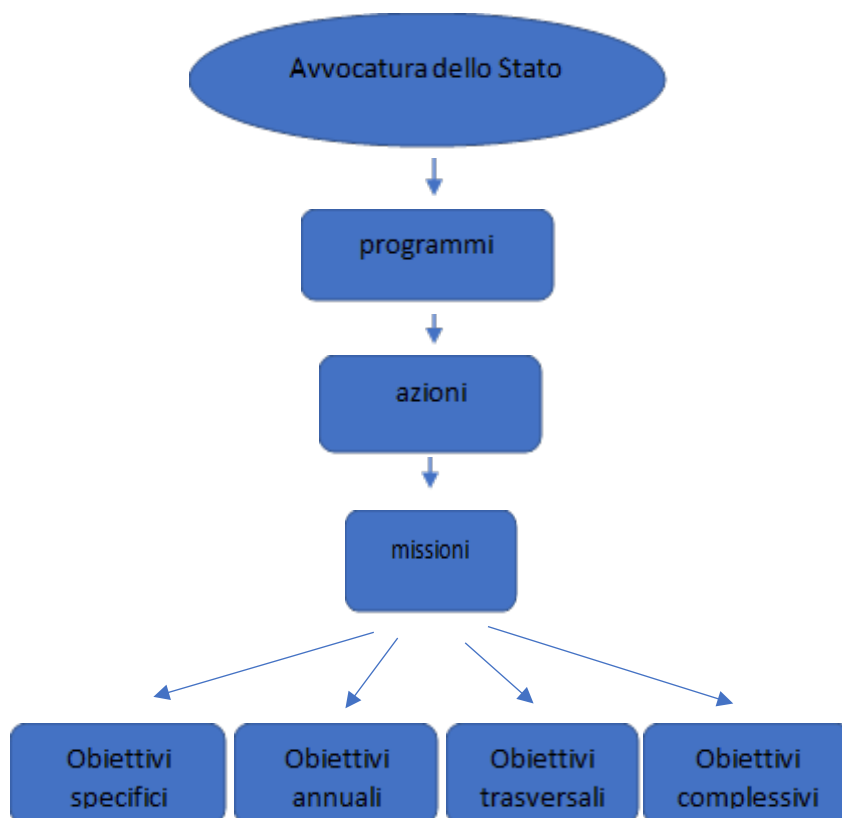 Avvocatura dello Stato
programmi
azioni
missioni
Obiettivi
specifici
Obiettivi
annuali
Obiettivi
trasversali
Obiettivi
complessivi